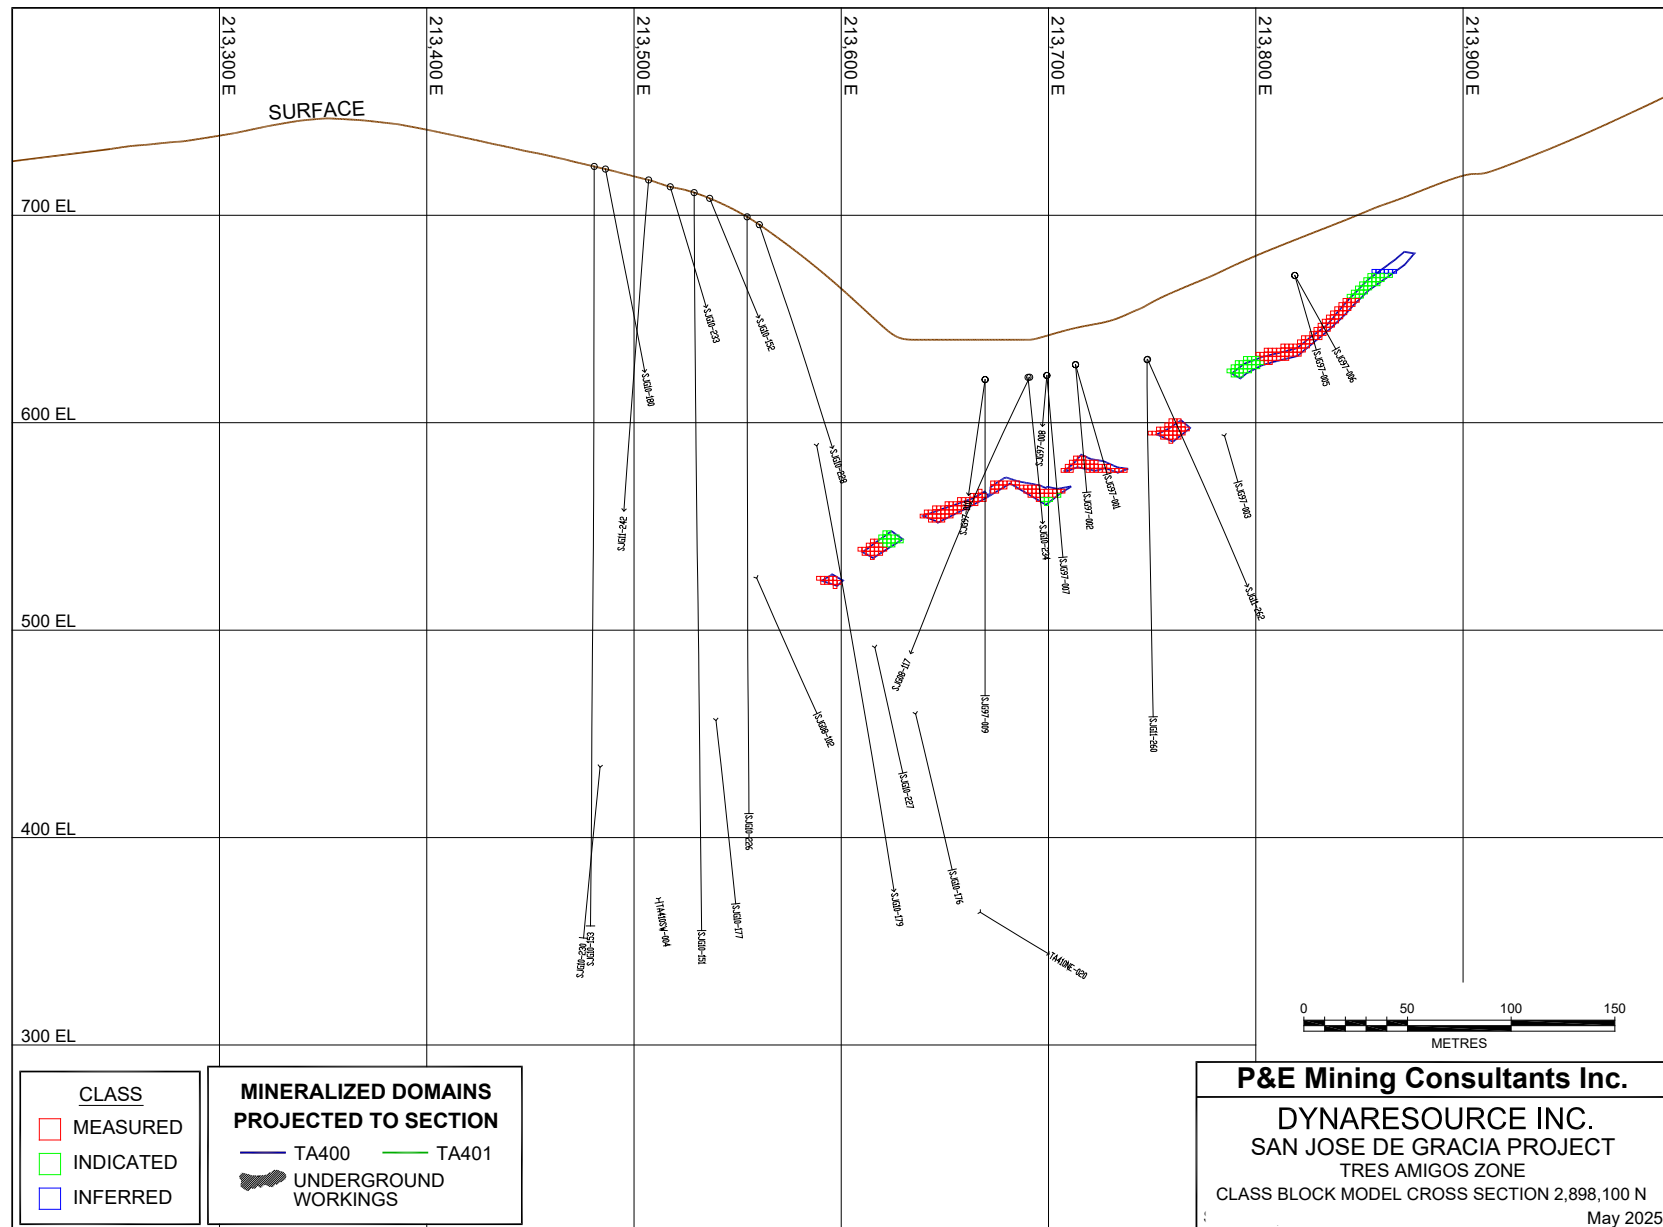 213,300 E
213,400 E
213,500 E
213,600 E
213,700 E
213,800 E
213,900 E
SURFACE
700 EL
600 EL
500 EL
400 EL
300 EL
SJG10-233
SJG10-152
SJG10-180
SJG11-242
SJG10-228
SJG97-008
SJG97-001
SJG97-002
SJG10-234
SJG97-007
SJG97-005
SJG97-006
SJG97-003
SJG11-262
SJG08-117
SJG97-009
SJG11-260
SJG08-102
SJG10-227
SJG10-226
SJG10-176
SJG10-179
SJG10-177
SJG10-151
TA410SW-004
SJG10-230
SJG10-153
TA410NE-020
0 50 100 150
METRES
CLASS
MEASURED
INDICATED
INFERRED
MINERALIZED DOMAINS
PROJECTED TO SECTION
TA400 TA401
UNDERGROUND
WORKINGS
P&E Mining Consultants Inc.
DYNARESOURCE INC.
SAN JOSE DE GRACIA PROJECT
TRES AMIGOS ZONE
CLASS BLOCK MODEL CROSS SECTION 2,898,100 N
May 2025